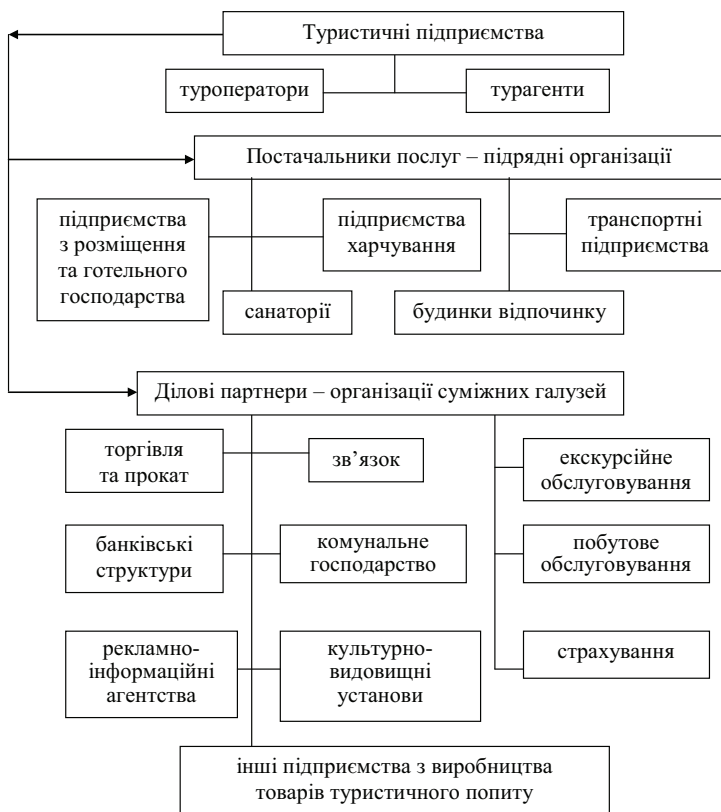 Туристичні підприємства
туроператори
турагенти
Постачальники послуг – підрядні організації
підприємства
з розміщення
та готельного
господарства
підприємства
харчування
транспортні
підприємства
санаторії
будинки відпочинку
Ділові партнери – організації суміжних галузей
торгівля
та прокат
зв’язок
екскурсійне
обслуговування
банківські
структури
комунальне
господарство
побутове
обслуговування
рекламно-
інформаційні
агентства
культурно-
видовищні
установи
страхування
інші підприємства з виробництва
товарів туристичного попиту